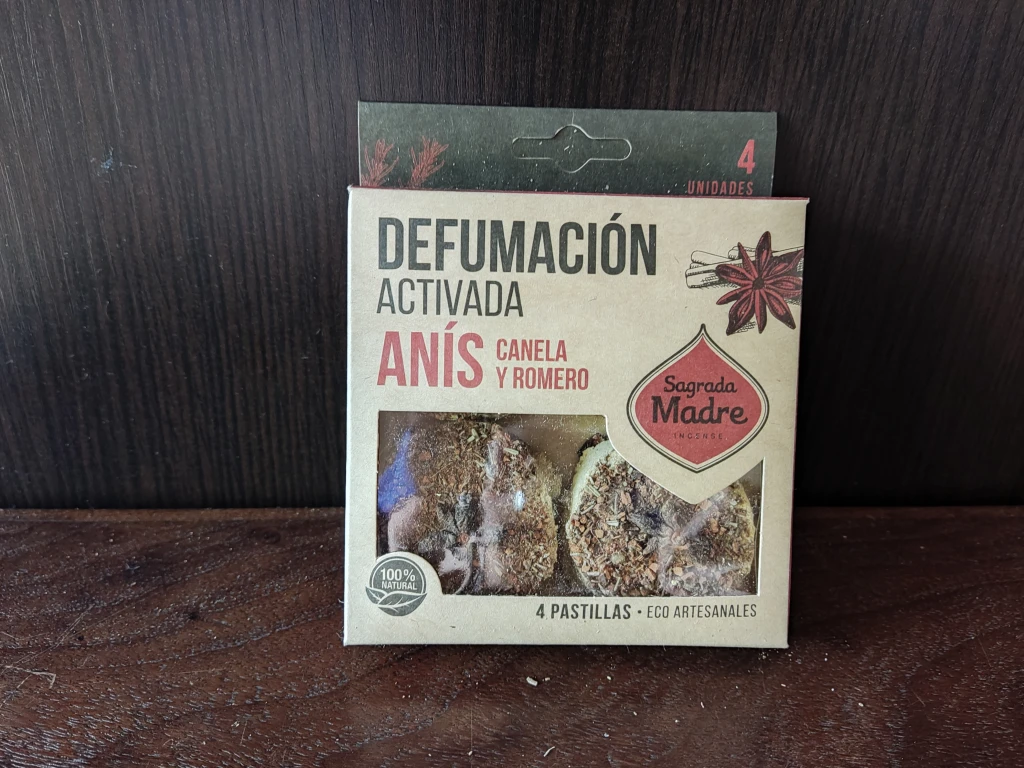 4
UNIDADES
DEFUMACIÓN
ACTIVADA
ANÍS CANELA
Y ROMERO
Sagrada
Madre
INCENSE
100%
NATURAL
4 PASTILLAS • ECO ARTESANALES